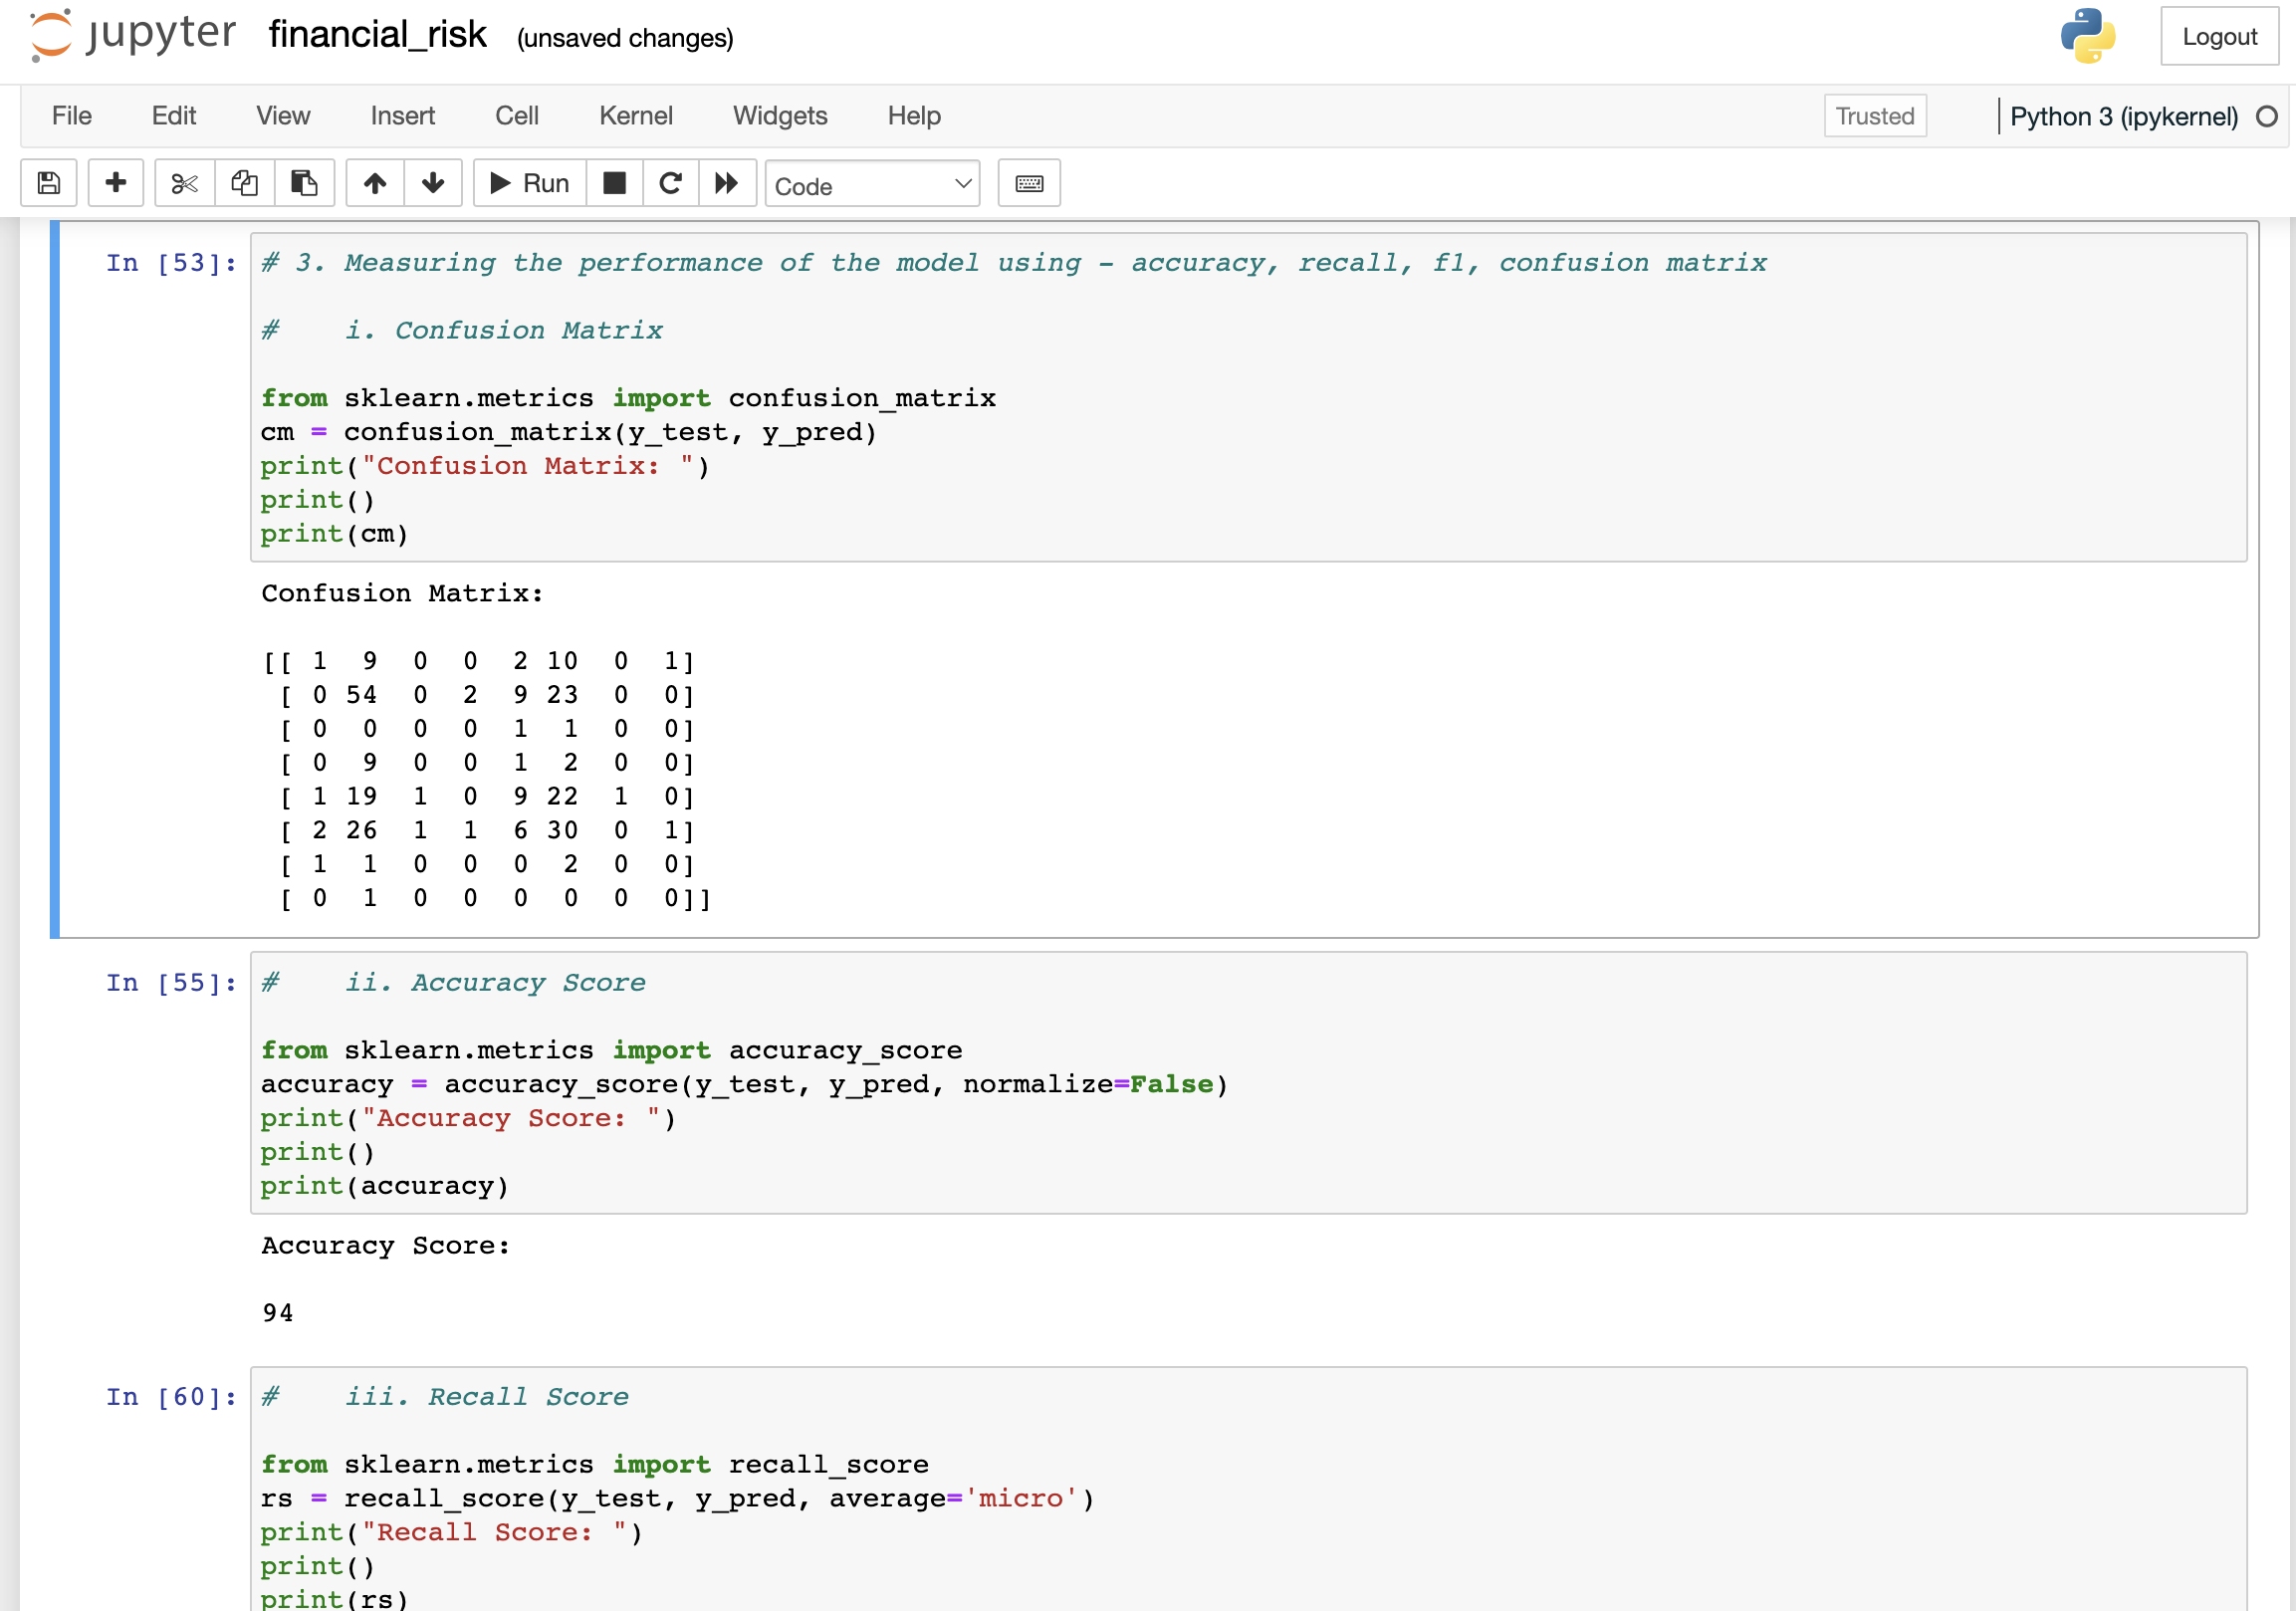 jupyter financial_risk (unsaved changes) Logout
File Edit View Insert Cell Kernel Widgets Help Trusted Python 3 (ipykernel)
Run Code
In [53]: # 3. Measuring the performance of the model using - accuracy, recall, f1, confusion matrix
#    i. Confusion Matrix
from sklearn.metrics import confusion_matrix
cm = confusion_matrix(y_test, y_pred)
print("Confusion Matrix: ")
print()
print(cm)
Confusion Matrix:
[[ 1  9  0  0  2 10  0  1]
 [ 0 54  0  2  9 23  0  0]
 [ 0  0  0  0  1  1  0  0]
 [ 0  9  0  0  1  2  0  0]
 [ 1 19  1  0  9 22  1  0]
 [ 2 26  1  1  6 30  0  1]
 [ 1  1  0  0  0  2  0  0]
 [ 0  1  0  0  0  0  0  0]]
In [55]: #    ii. Accuracy Score
from sklearn.metrics import accuracy_score
accuracy = accuracy_score(y_test, y_pred, normalize=False)
print("Accuracy Score: ")
print()
print(accuracy)
Accuracy Score:
94
In [60]: #    iii. Recall Score
from sklearn.metrics import recall_score
rs = recall_score(y_test, y_pred, average='micro')
print("Recall Score: ")
print()
print(rs)